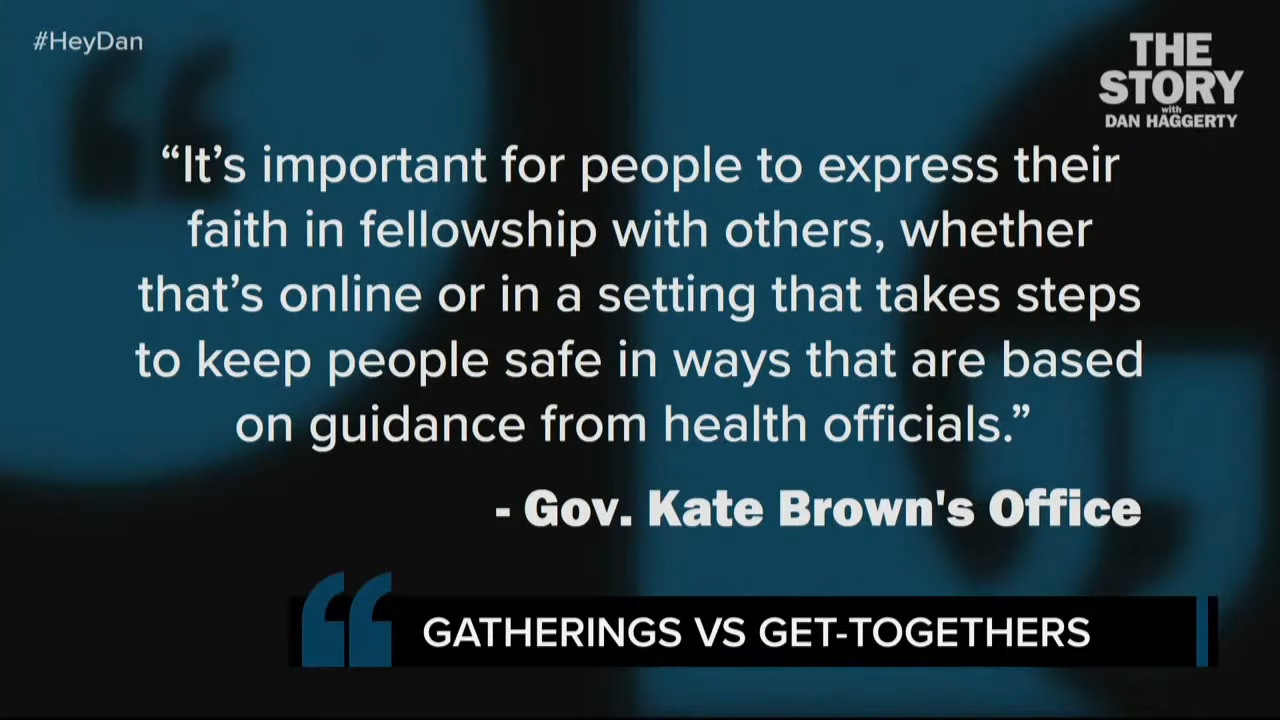 #HeyDan
THE
STORY
with
DAN HAGGERTY
“It’s important for people to express their
faith in fellowship with others, whether
that’s online or in a setting that takes steps
to keep people safe in ways that are based
on guidance from health officials.”
- Gov. Kate Brown's Office
GATHERINGS VS GET-TOGETHERS